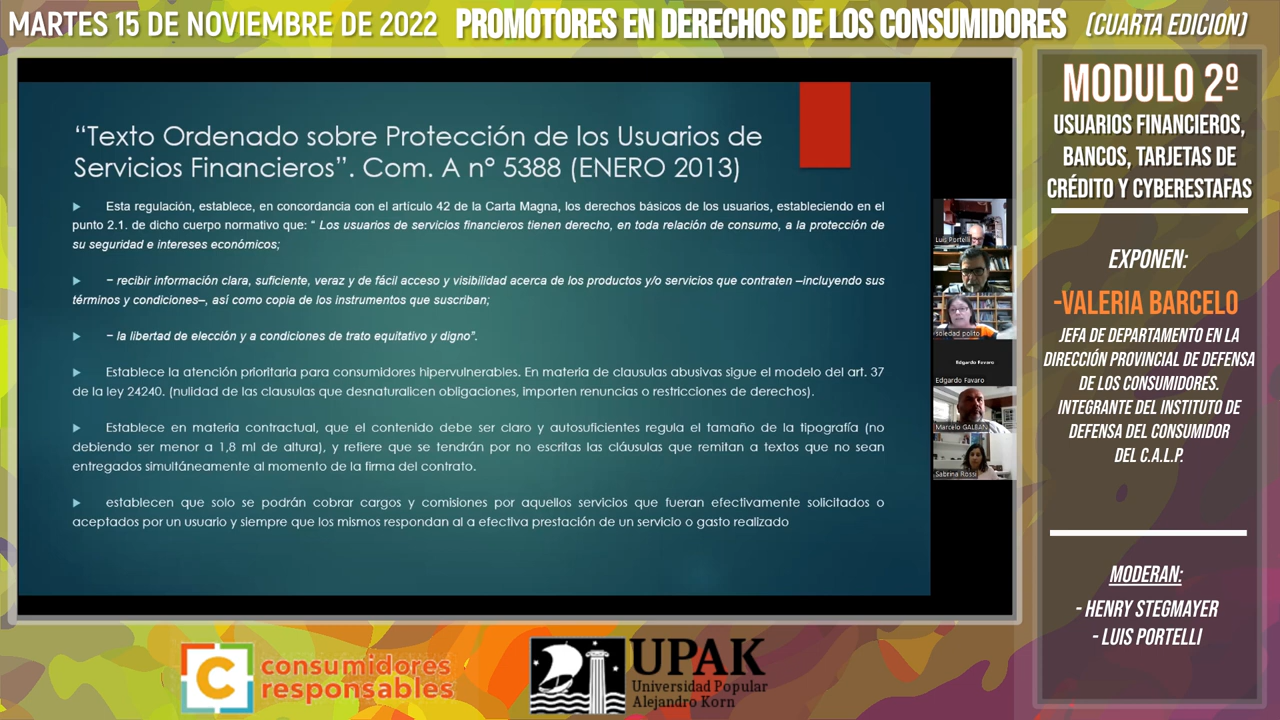 MARTES 15 DE NOVIEMBRE DE 2022 PROMOTORES EN DERECHOS DE LOS CONSUMIDORES (CUARTA EDICION)
“Texto Ordenado sobre Protección de los Usuarios de
Servicios Financieros”. Com. A nº 5388 (ENERO 2013)
Esta regulación, establece, en concordancia con el artículo 42 de la Carta Magna, los derechos básicos de los usuarios, estableciendo en el
punto 2.1. de dicho cuerpo normativo que: “ Los usuarios de servicios financieros tienen derecho, en toda relación de consumo, a la protección de
su seguridad e intereses económicos;
– recibir información clara, suficiente, veraz y de fácil acceso y visibilidad acerca de los productos y/o servicios que contraten –incluyendo sus
términos y condiciones–, así como copia de los instrumentos que suscriban;
– la libertad de elección y a condiciones de trato equitativo y digno”.
Establece la atención prioritaria para consumidores hipervulnerables. En materia de clausulas abusivas sigue el modelo del art. 37
de la ley 24240. (nulidad de las clausulas que desnaturalicen obligaciones, importen renuncias o restricciones de derechos).
Establece en materia contractual, que el contenido debe ser claro y autosuficientes regula el tamaño de la tipografía (no
debiendo ser menor a 1,8 ml de altura), y refiere que se tendrán por no escritas las cláusulas que remitan a textos que no sean
entregados simultáneamente al momento de la firma del contrato.
establecen que solo se podrán cobrar cargos y comisiones por aquellos servicios que fueran efectivamente solicitados o
aceptados por un usuario y siempre que los mismos respondan al a efectiva prestación de un servicio o gasto realizado
Luis Portelli
soledad polito
Edgardo Favaro
Edgardo Favaro
Marcelo GALBAN
Sabrina Rossi
MODULO 2º
USUARIOS FINANCIEROS,
BANCOS, TARJETAS DE
CRÉDITO Y CYBERESTAFAS
EXPONEN:
-VALERIA BARCELO
JEFA DE DEPARTAMENTO EN LA
DIRECCIÓN PROVINCIAL DE DEFENSA
DE LOS CONSUMIDORES.
INTEGRANTE DEL INSTITUTO DE
DEFENSA DEL CONSUMIDOR
DEL C.A.L.P.
MODERAN:
- HENRY STEGMAYER
- LUIS PORTELLI
C
consumidores
responsables
UPAK
Universidad Popular
Alejandro Korn